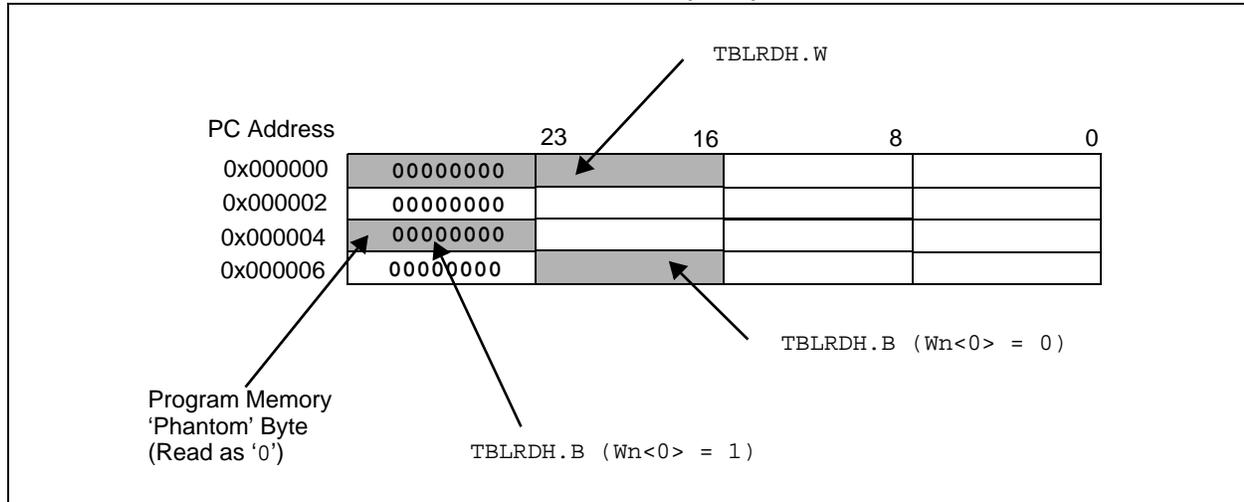 TBLRDH.W
PC Address
23 16 8 0
0x000000 00000000
0x000002 00000000
0x000004 00000000
0x000006 00000000
TBLRDH.B (Wn<0> = 0)
Program Memory
‘Phantom’ Byte
(Read as ‘0’)
TBLRDH.B (Wn<0> = 1)